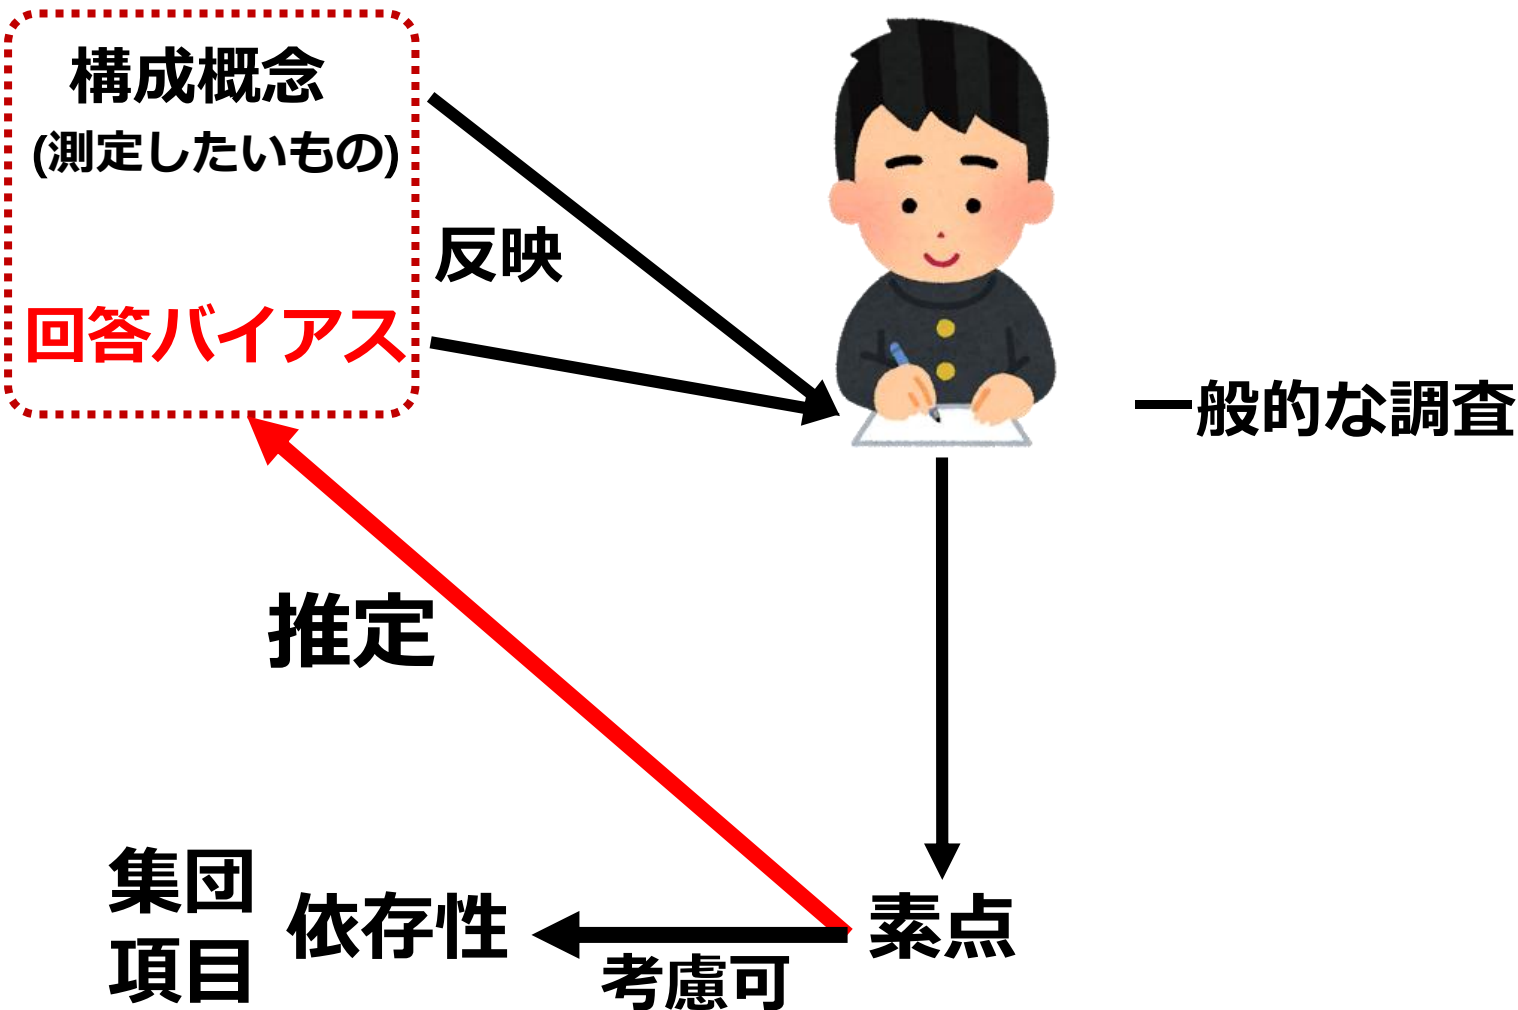 構成概念
(測定したいもの)
反映
回答バイアス
一般的な調査
推定
集団
項目
依存性
考慮可
素点